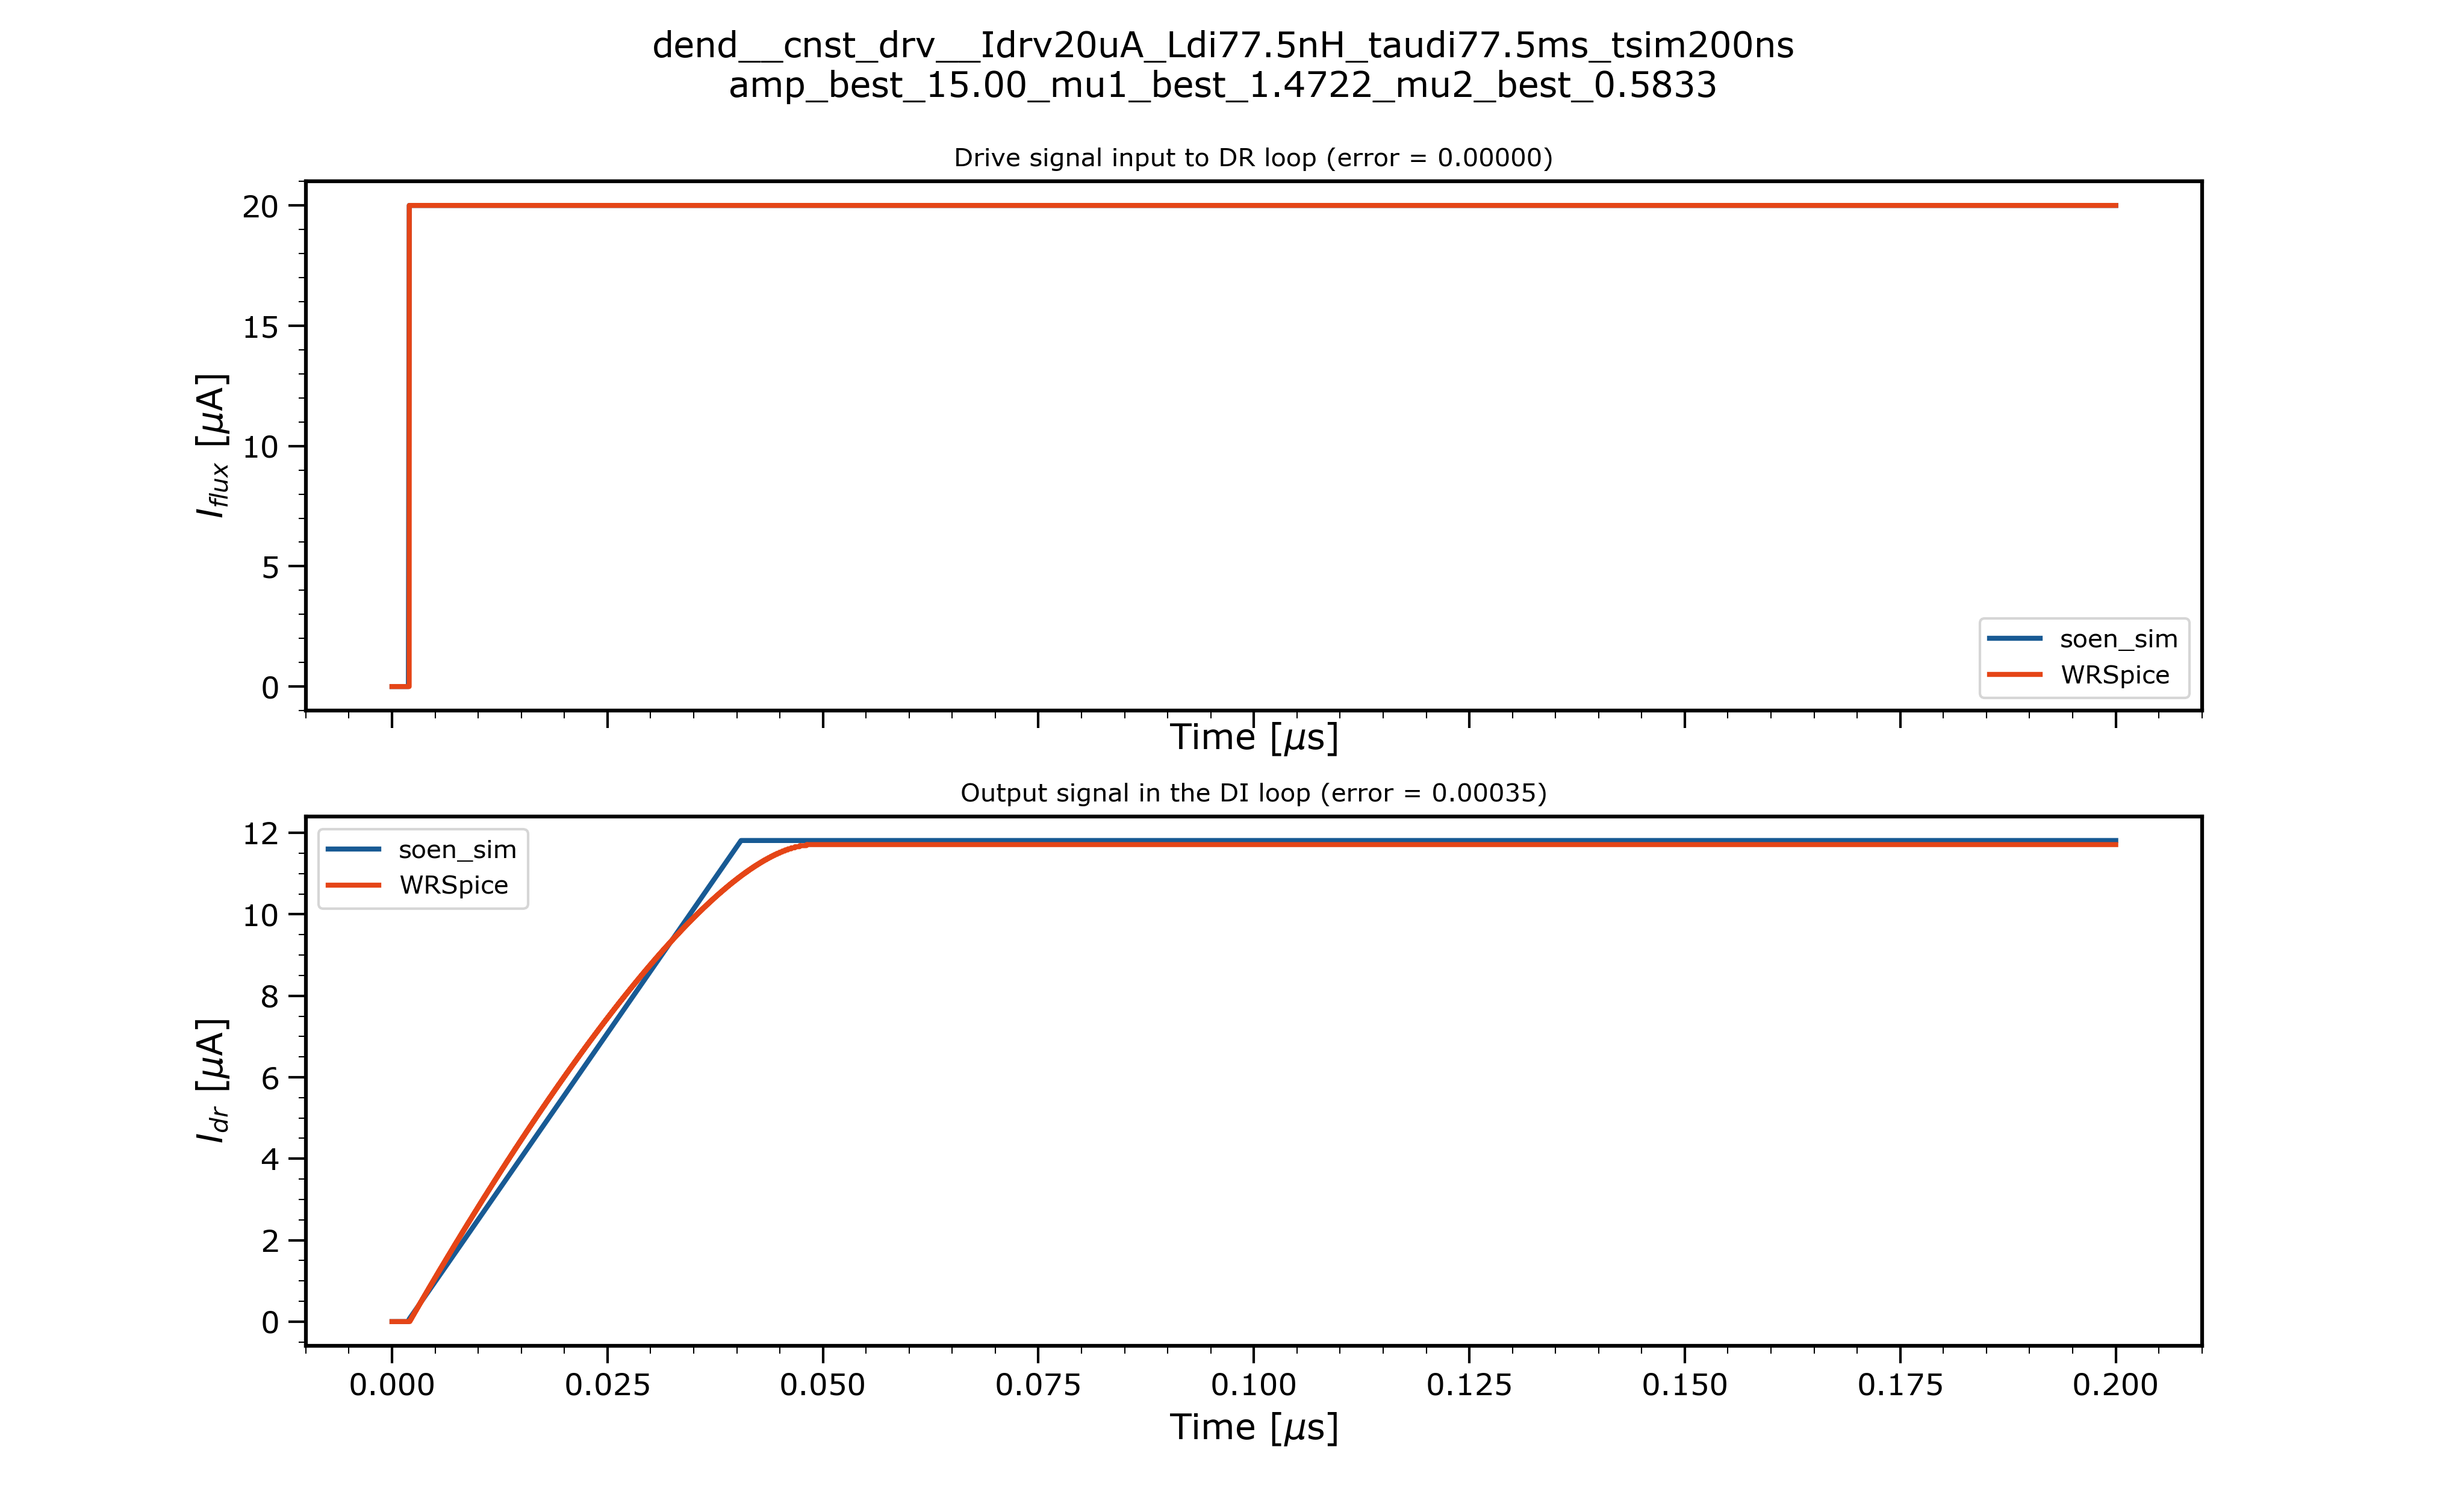 dend__cnst_drv__Idrv20uA_Ldi77.5nH_taudi77.5ms_tsim200ns
amp_best_15.00_mu1_best_1.4722_mu2_best_0.5833
Drive signal input to DR loop (error = 0.00000)
20
15
10
5
0
I_flux [μA]
soen_sim
WRSpice
Time [μs]
Output signal in the DI loop (error = 0.00035)
12
10
8
6
4
2
0
I_dr [μA]
soen_sim
WRSpice
0.000 0.025 0.050 0.075 0.100 0.125 0.150 0.175 0.200
Time [μs]